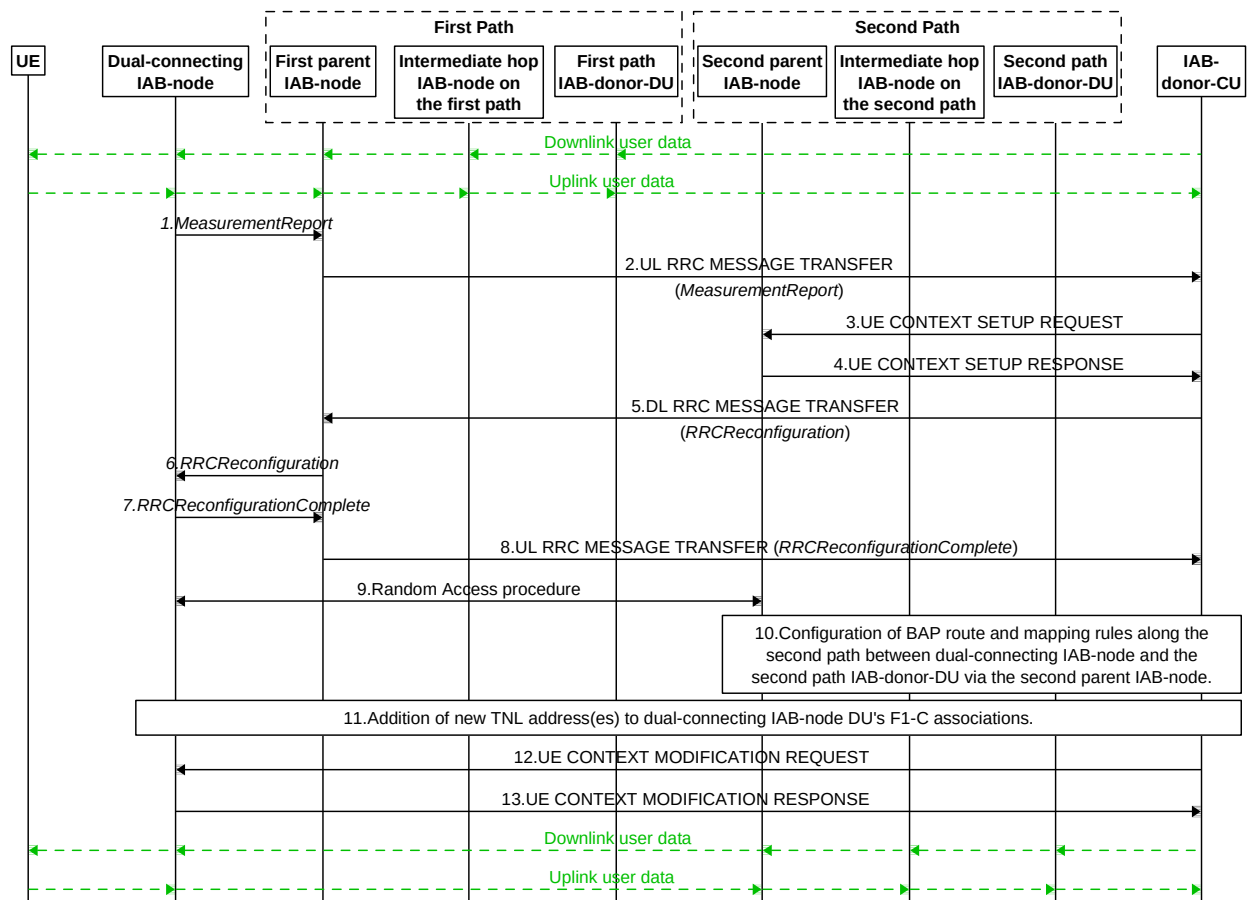 First Path
Second Path
UE
Dual-connecting
IAB-node
First parent
IAB-node
Intermediate hop
IAB-node on
the first path
First path
IAB-donor-DU
Second parent
IAB-node
Intermediate hop
IAB-node on
the second path
Second path
IAB-donor-DU
IAB-
donor-CU
Downlink user data
Uplink user data
1.MeasurementReport
2.UL RRC MESSAGE TRANSFER
(MeasurementReport)
3.UE CONTEXT SETUP REQUEST
4.UE CONTEXT SETUP RESPONSE
5.DL RRC MESSAGE TRANSFER
(RRCReconfiguration)
6.RRCReconfiguration
7.RRCReconfigurationComplete
8.UL RRC MESSAGE TRANSFER (RRCReconfigurationComplete)
9.Random Access procedure
10.Configuration of BAP route and mapping rules along the
second path between dual-connecting IAB-node and the
second path IAB-donor-DU via the second parent IAB-node.
11.Addition of new TNL address(es) to dual-connecting IAB-node DU's F1-C associations.
12.UE CONTEXT MODIFICATION REQUEST
13.UE CONTEXT MODIFICATION RESPONSE
Downlink user data
Uplink user data